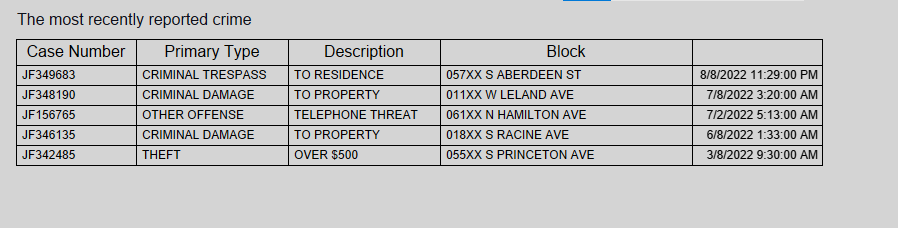 The most recently reported crime
Case Number Primary Type Description Block
JF349683 CRIMINAL TRESPASS TO RESIDENCE 057XX S ABERDEEN ST 8/8/2022 11:29:00 PM
JF348190 CRIMINAL DAMAGE TO PROPERTY 011XX W LELAND AVE 7/8/2022 3:20:00 AM
JF156765 OTHER OFFENSE TELEPHONE THREAT 061XX N HAMILTON AVE 7/2/2022 5:13:00 AM
JF346135 CRIMINAL DAMAGE TO PROPERTY 018XX S RACINE AVE 6/8/2022 1:33:00 AM
JF342485 THEFT OVER $500 055XX S PRINCETON AVE 3/8/2022 9:30:00 AM